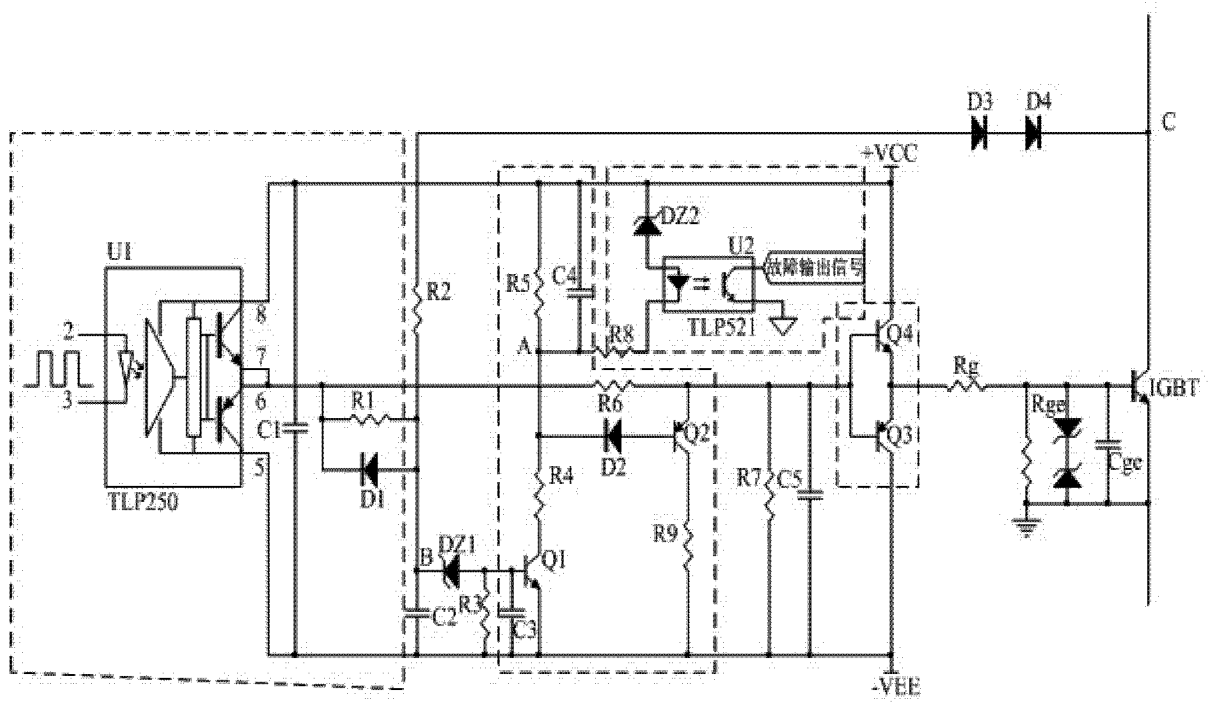 D3
D4
C
+VCC
DZ2
U1
U2
故障输出信号
R2
R5
C4
8
2
TLP521
Q4
A
R8
7
Rg
3
6
IGBT
R1
R6
Rge
C1
D2
Q2
Q3
5
Cge
D1
R4
R7
C5
TLP250
R9
B
DZ1
Q1
R3
C2
C3
-VEE